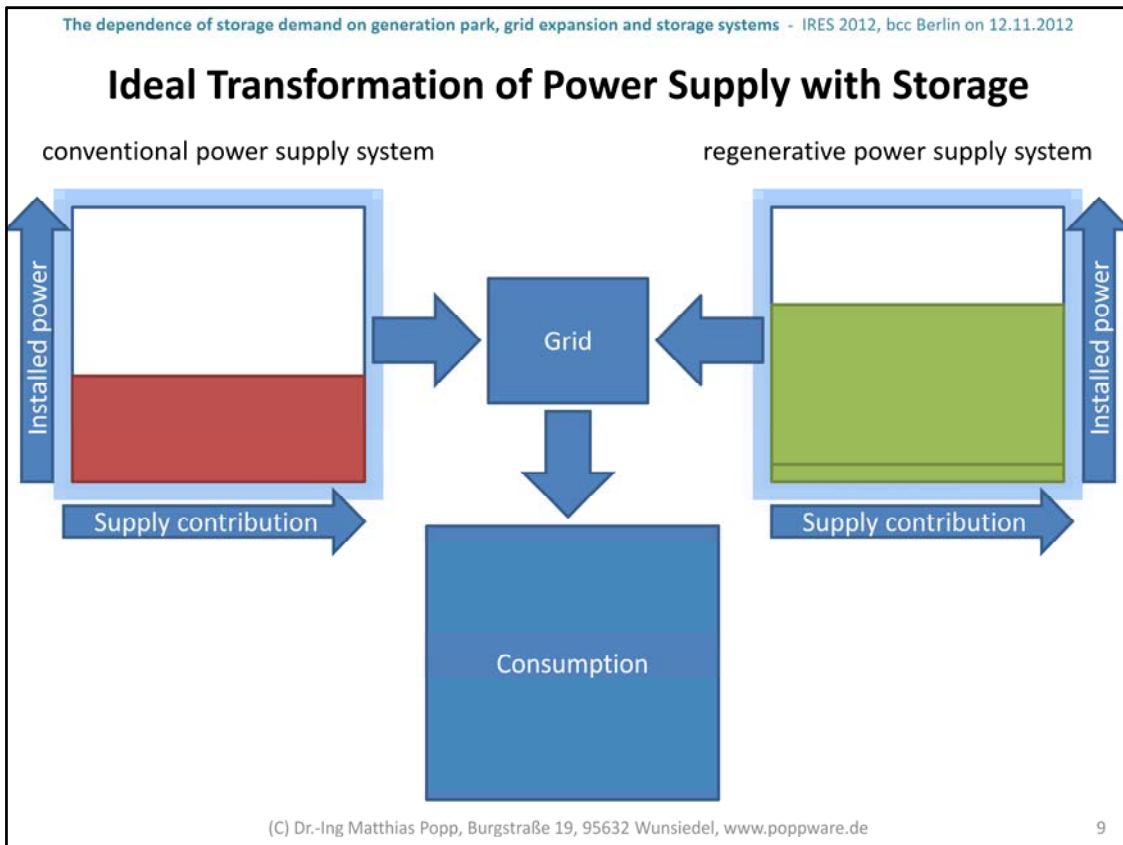 The dependence of storage demand on generation park, grid expansion and storage systems - IRES 2012, bcc Berlin on 12.11.2012
Ideal Transformation of Power Supply with Storage
conventional power supply system
regenerative power supply system
Installed power
Supply contribution
Grid
Installed power
Supply contribution
Consumption
(C) Dr.-Ing Matthias Popp, Burgstraße 19, 95632 Wunsiedel, www.poppware.de
9